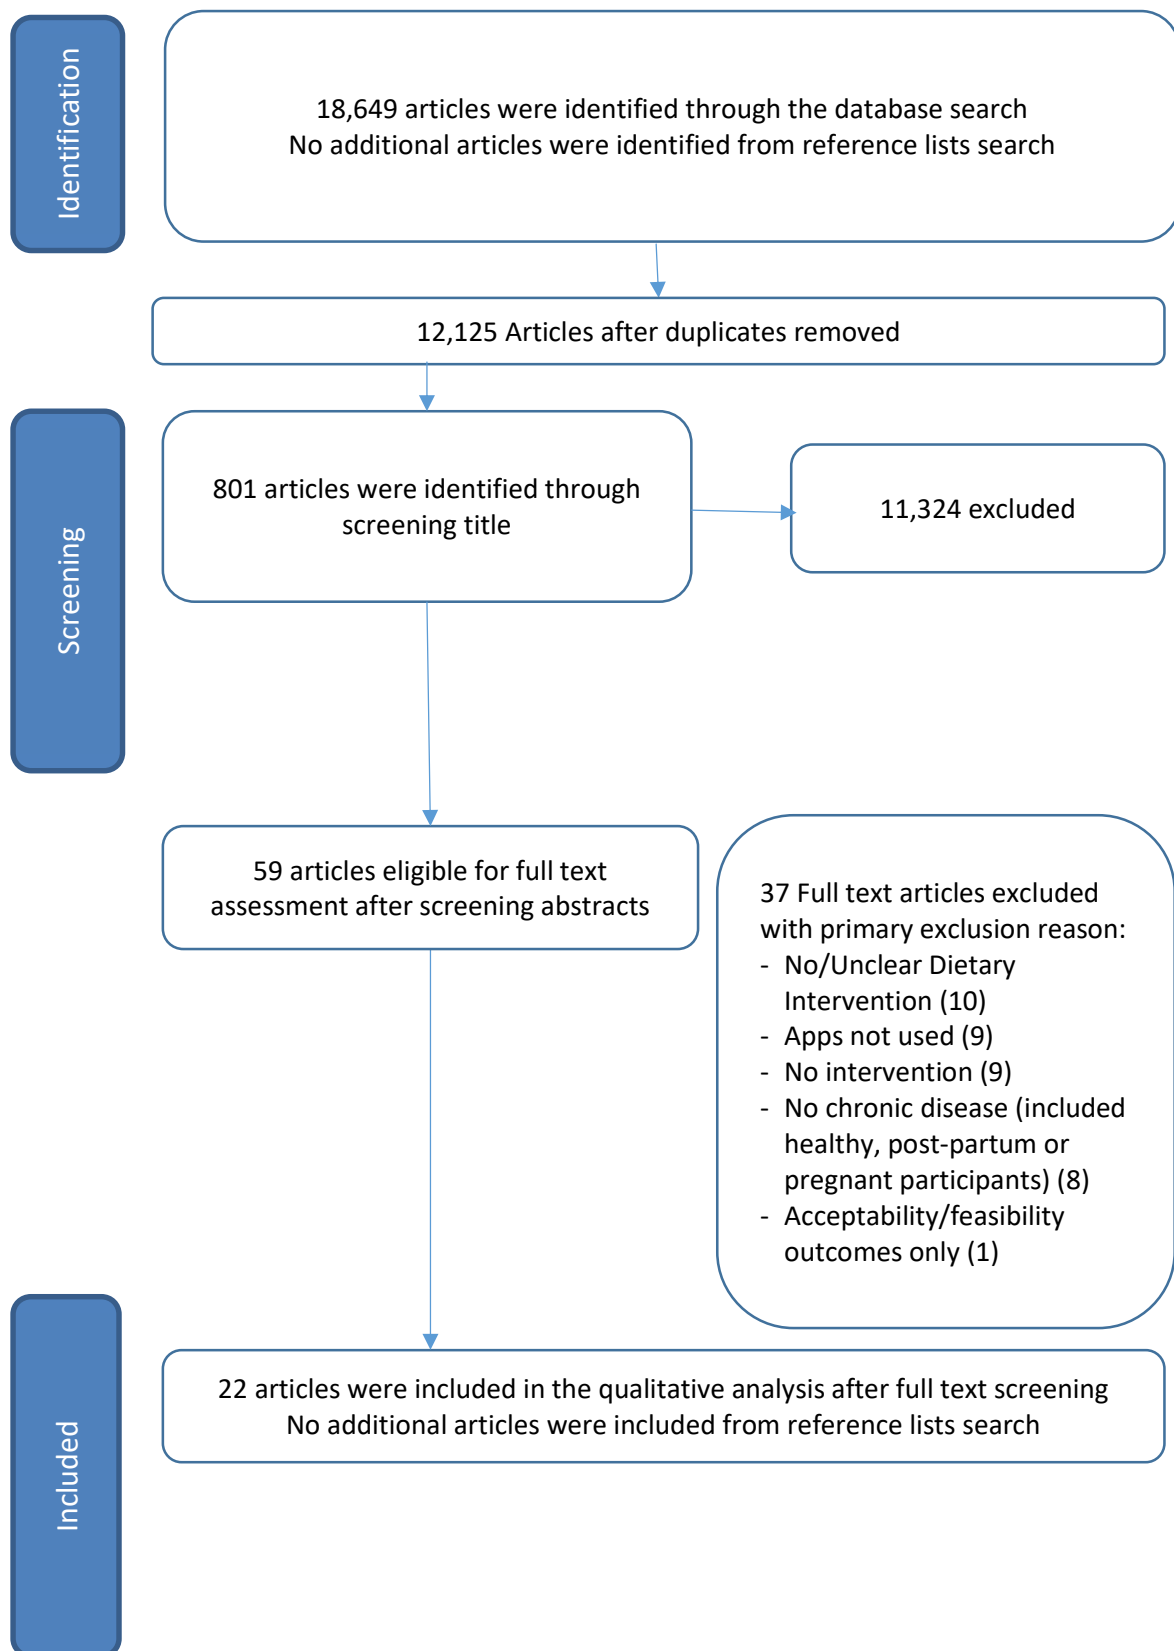 Identification
18,649 articles were identified through the database search
No additional articles were identified from reference lists search
12,125 Articles after duplicates removed
Screening
801 articles were identified through
screening title
11,324 excluded
59 articles eligible for full text
assessment after screening abstracts
37 Full text articles excluded
with primary exclusion reason:
- No/Unclear Dietary
Intervention (10)
- Apps not used (9)
- No intervention (9)
- No chronic disease (included
healthy, post-partum or
pregnant participants) (8)
- Acceptability/feasibility
outcomes only (1)
Included
22 articles were included in the qualitative analysis after full text screening
No additional articles were included from reference lists search